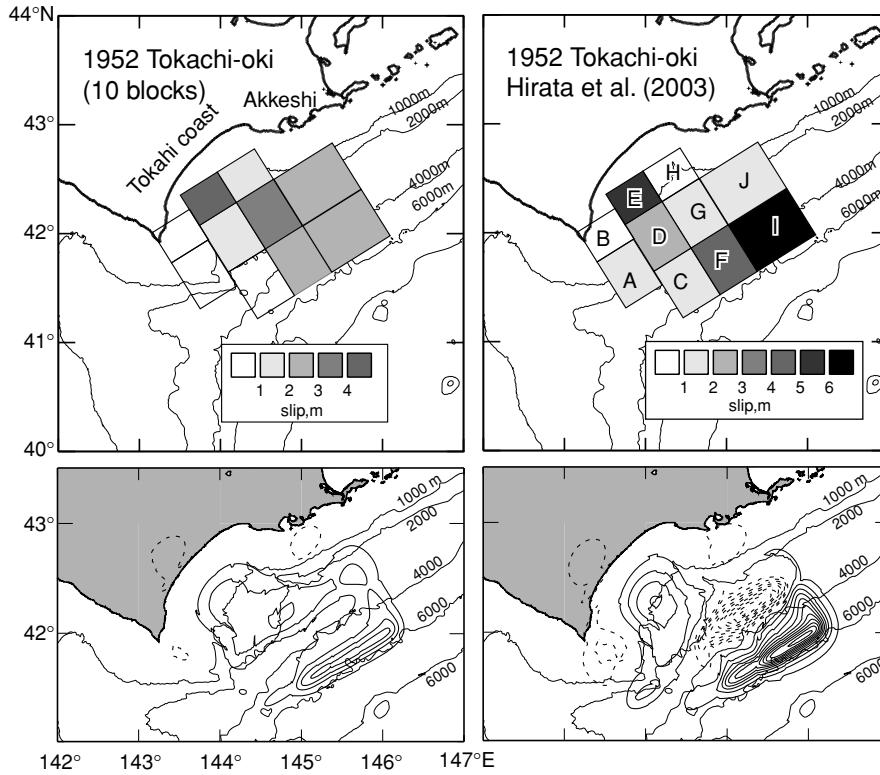 44°N
1952 Tokachi-oki
(10 blocks)
Akkeshi
Tokahi coast
1000m
2000m
4000m
6000m
43°
42°
41°
40°
1 2 3 4
slip,m
1952 Tokachi-oki
Hirata et al. (2003)
1000m
2000m
4000m
6000m
H
E
J
B
G
D
I
F
A
C
1 2 3 4 5 6
slip,m
1000 m
2000
4000
6000
6000
43°
42°
142° 143° 144° 145° 146° 147°E
1000 m
2000
4000
6000
6000